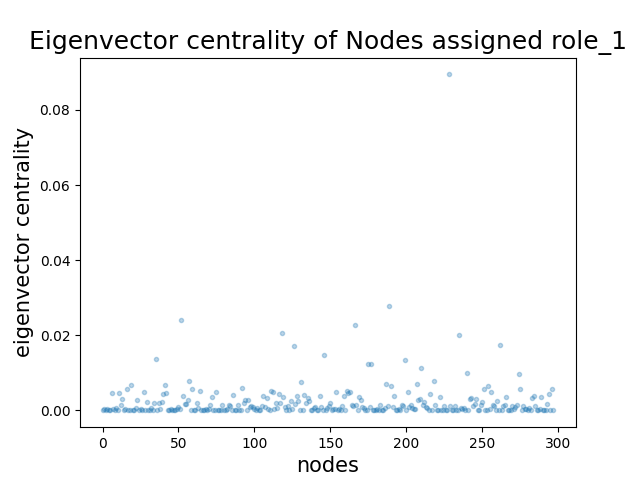 Eigenvector centrality of Nodes assigned role_1
eigenvector centrality
0.08
0.06
0.04
0.02
0.00
0 50 100 150 200 250 300
nodes